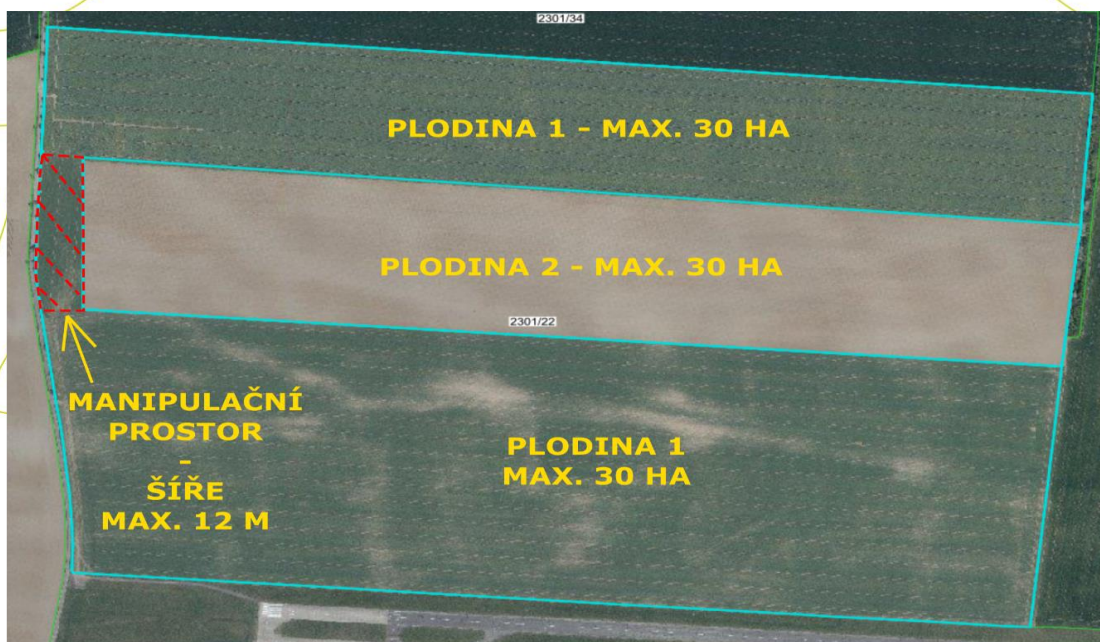 2301/34
PLODINA 1 - MAX. 30 HA
PLODINA 2 - MAX. 30 HA
2301/22
MANIPULAČNÍ
PROSTOR
-
ŠÍŘE
MAX. 12 M
PLODINA 1
MAX. 30 HA